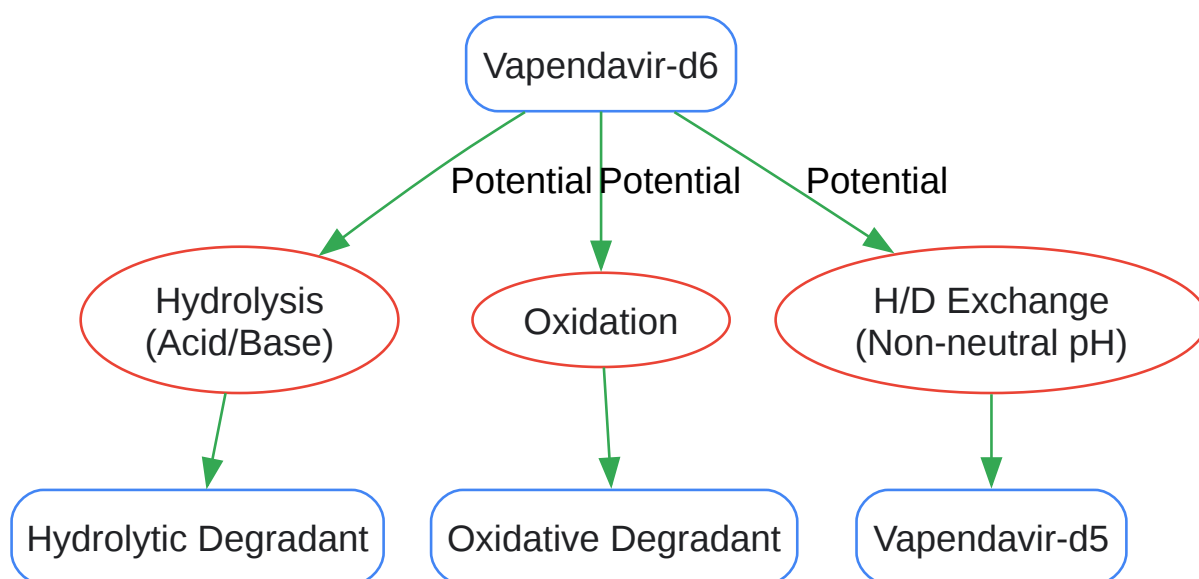 Vapendavir-d6
Potential
Potential
Potential
Hydrolysis
(Acid/Base)
Oxidation
H/D Exchange
(Non-neutral pH)
Hydrolytic Degradant
Oxidative Degradant
Vapendavir-d5